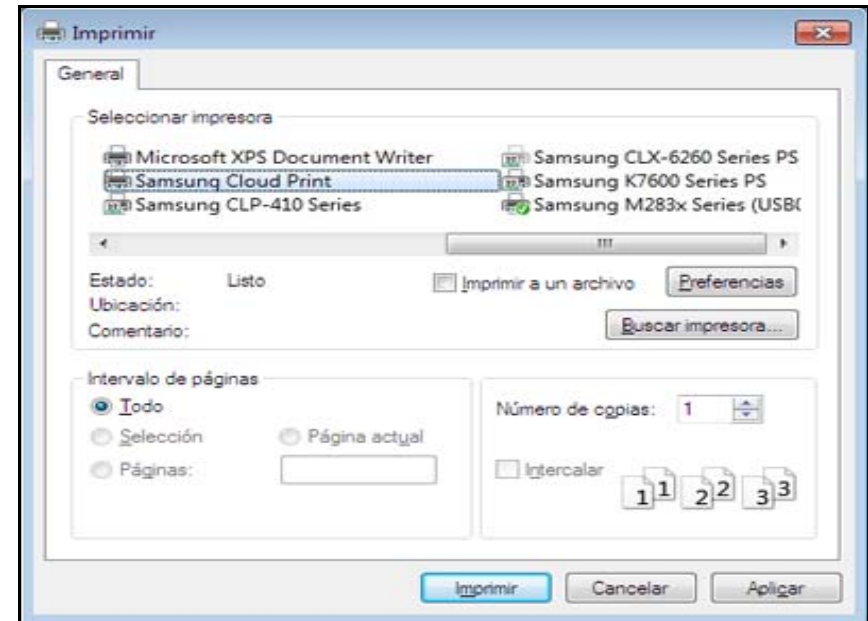 Imprimir
General
Seleccionar impresora
Microsoft XPS Document Writer
Samsung Cloud Print
Samsung CLP-410 Series
Samsung CLX-6260 Series PS
Samsung K7600 Series PS
Samsung M283x Series (USB(
Estado: Listo
Ubicación:
Comentario:
Imprimir a un archivo
Preferencias
Buscar impresora...
Intervalo de páginas
Todo
Selección
Página actual
Páginas:
Número de copias: 1
Intercalar
1 1 2 2 3 3
Imprimir
Cancelar
Aplicar